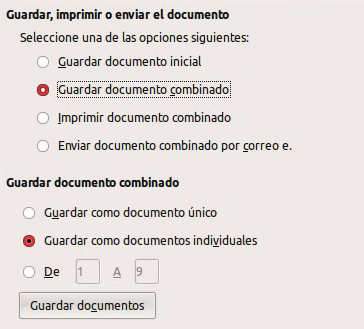 Guardar, imprimir o enviar el documento
Seleccione una de las opciones siguientes:
Guardar documento inicial
Guardar documento combinado
Imprimir documento combinado
Enviar documento combinado por correo e.
Guardar documento combinado
Guardar como documento único
Guardar como documentos individuales
De 1 A 9
Guardar documentos